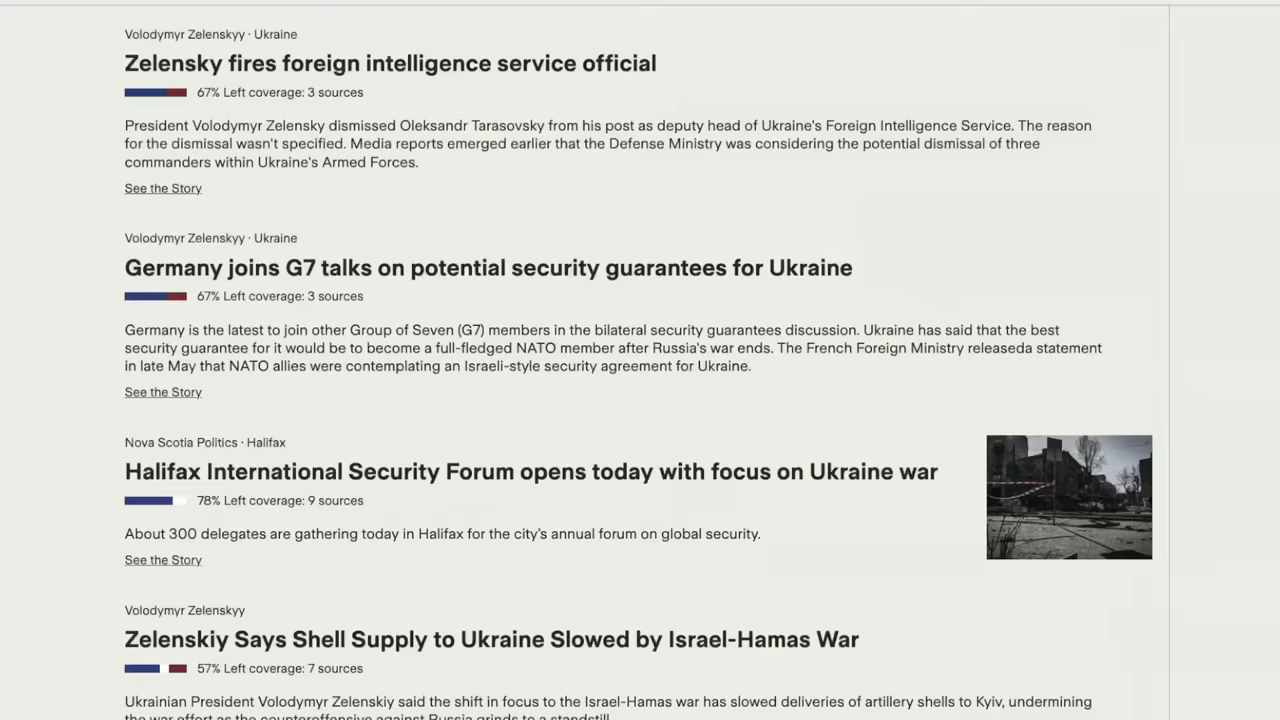 Volodymyr Zelenskyy · Ukraine
Zelensky fires foreign intelligence service official
67% Left coverage: 3 sources
President Volodymyr Zelensky dismissed Oleksandr Tarasovsky from his post as deputy head of Ukraine's Foreign Intelligence Service. The reason
for the dismissal wasn't specified. Media reports emerged earlier that the Defense Ministry was considering the potential dismissal of three
commanders within Ukraine's Armed Forces.
See the Story
Volodymyr Zelenskyy · Ukraine
Germany joins G7 talks on potential security guarantees for Ukraine
67% Left coverage: 3 sources
Germany is the latest to join other Group of Seven (G7) members in the bilateral security guarantees discussion. Ukraine has said that the best
security guarantee for it would be to become a full-fledged NATO member after Russia's war ends. The French Foreign Ministry releaseda statement
in late May that NATO allies were contemplating an Israeli-style security agreement for Ukraine.
See the Story
Nova Scotia Politics · Halifax
Halifax International Security Forum opens today with focus on Ukraine war
78% Left coverage: 9 sources
About 300 delegates are gathering today in Halifax for the city's annual forum on global security.
See the Story
Volodymyr Zelenskyy
Zelenskiy Says Shell Supply to Ukraine Slowed by Israel-Hamas War
57% Left coverage: 7 sources
Ukrainian President Volodymyr Zelenskiy said the shift in focus to the Israel-Hamas war has slowed deliveries of artillery shells to Kyiv, undermining
the war effort as the counteroffensive against Russia grinds to a standstill.